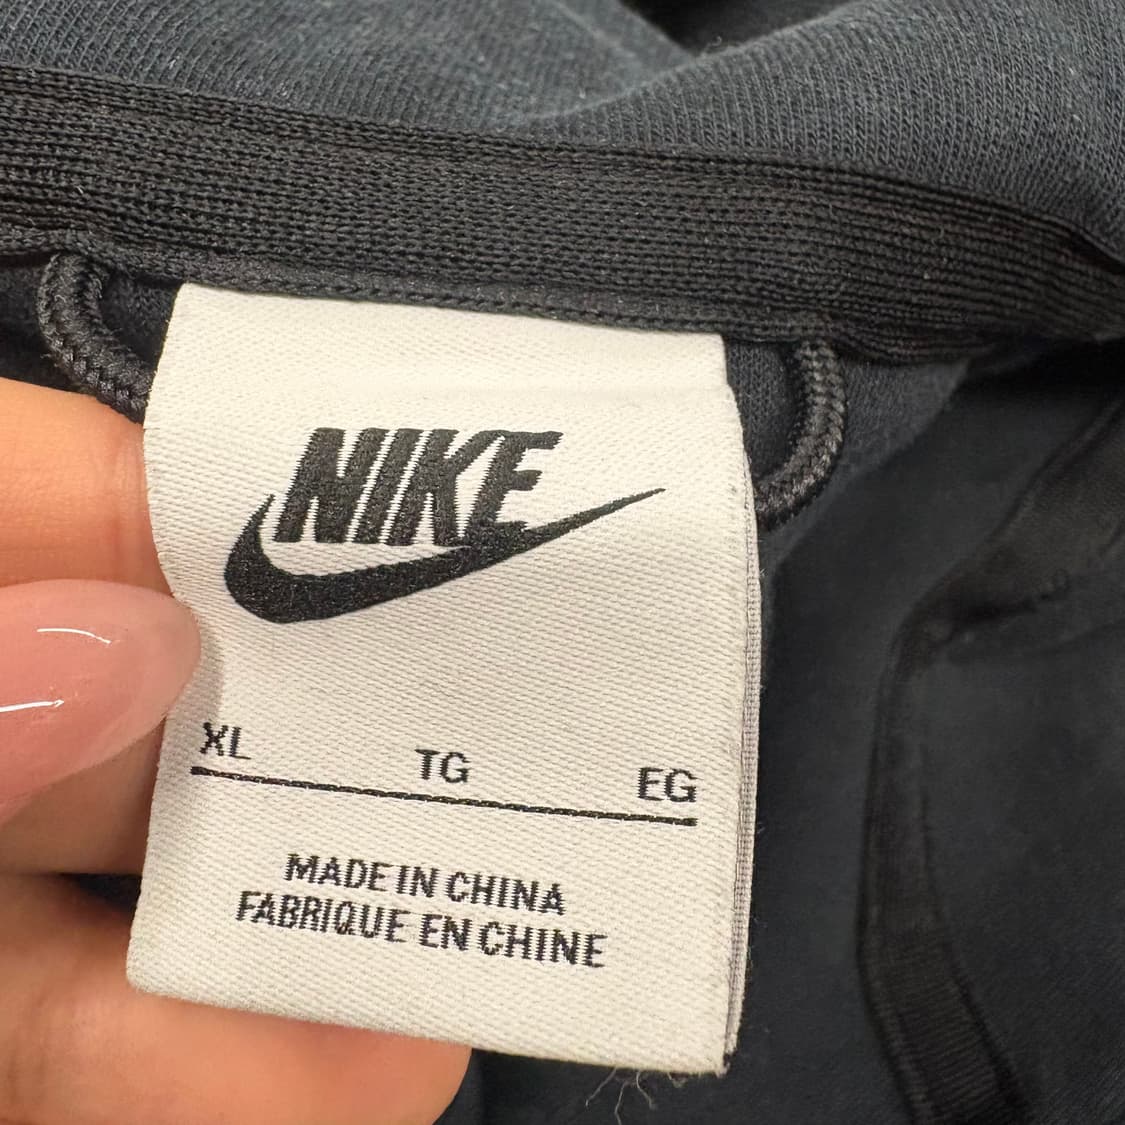 NIKE
XL TG EG
MADE IN CHINA
FABRIQUE EN CHINE